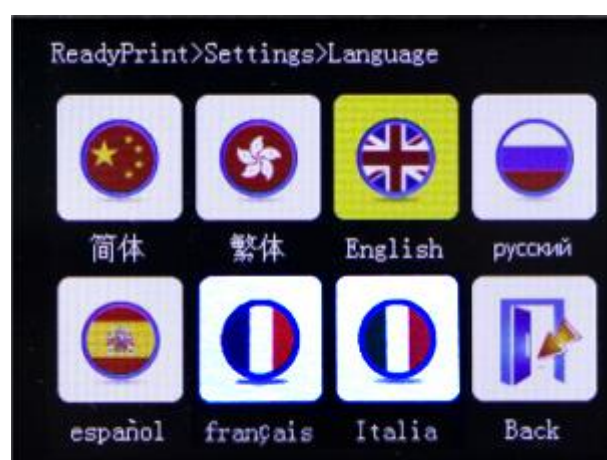 ReadyPrint>Settings>Language
简体 繁体 English русский
español français Italia Back